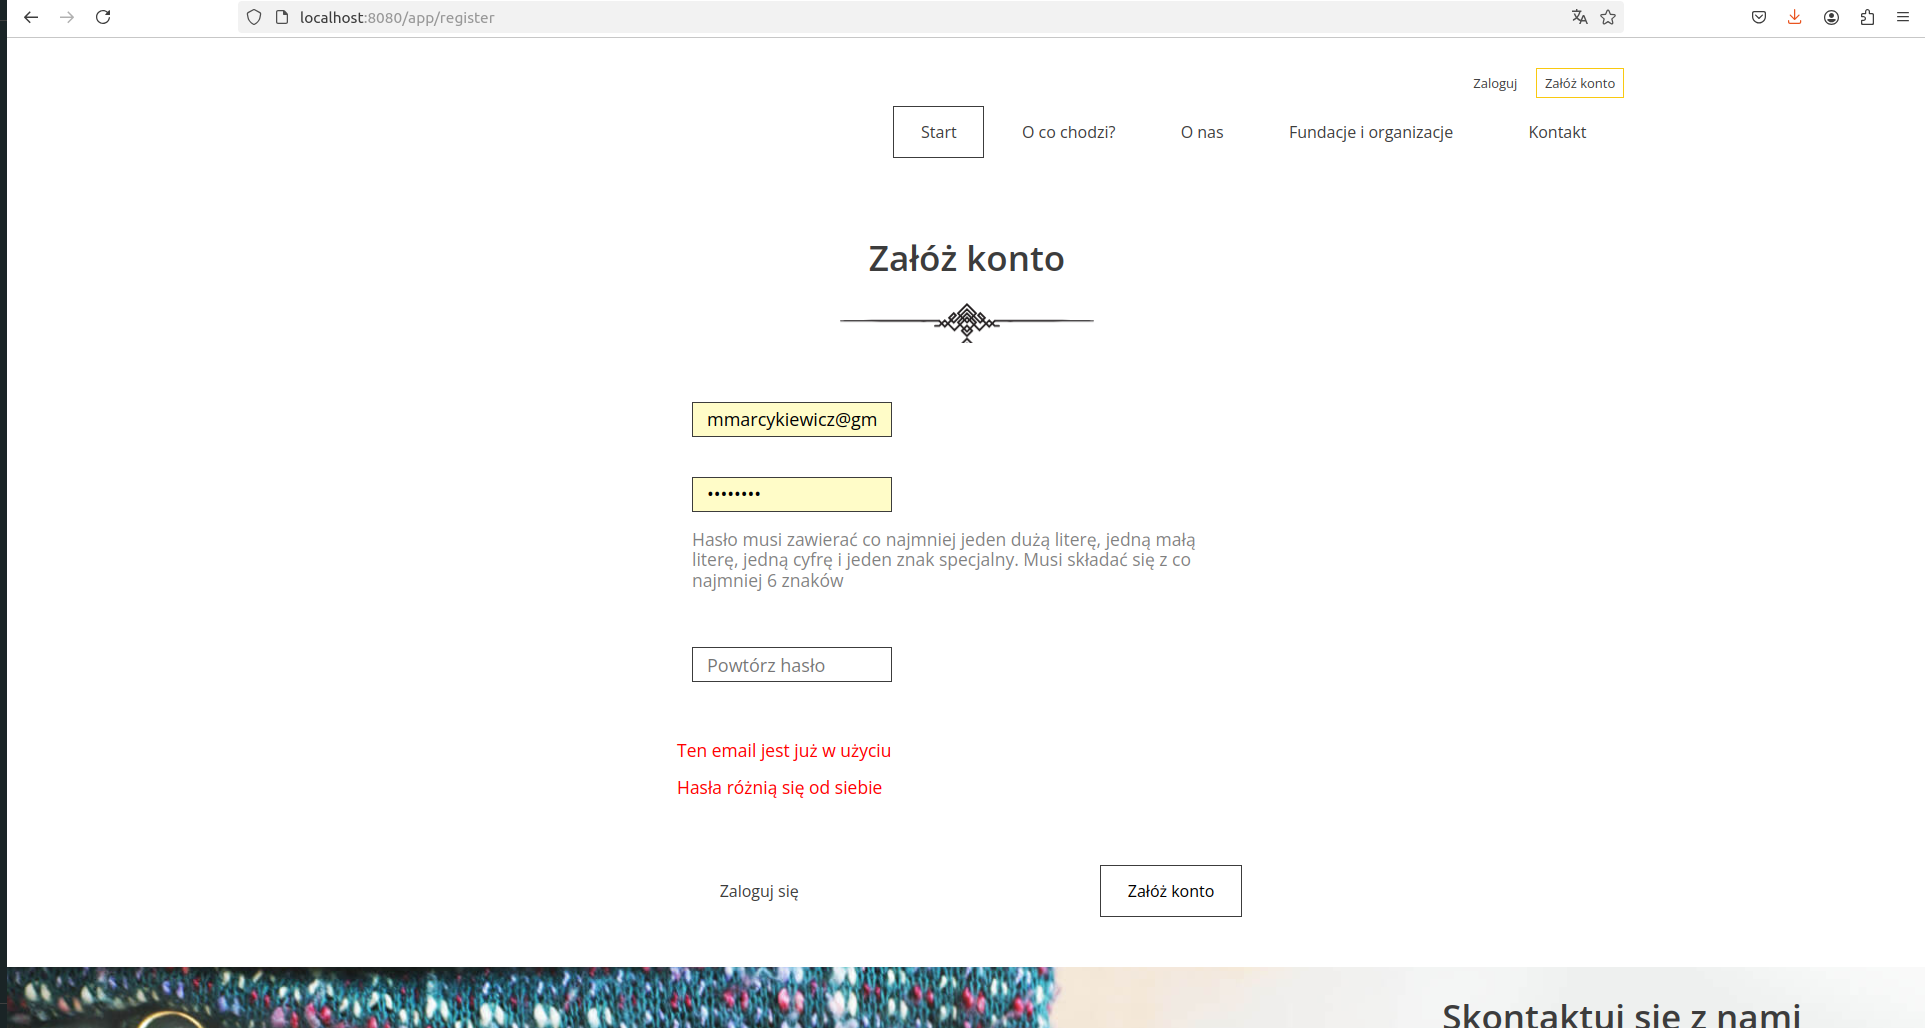 localhost:8080/app/register
Zaloguj
Załóż konto
Start
O co chodzi?
O nas
Fundacje i organizacje
Kontakt
Załóż konto
mmarcykiewicz@gm
••••••••
Hasło musi zawierać co najmniej jeden dużą literę, jedną małą
literę, jedną cyfrę i jeden znak specjalny. Musi składać się z co
najmniej 6 znaków
Powtórz hasło
Ten email jest już w użyciu
Hasła różnią się od siebie
Zaloguj się
Załóż konto
Skontaktuj się z nami